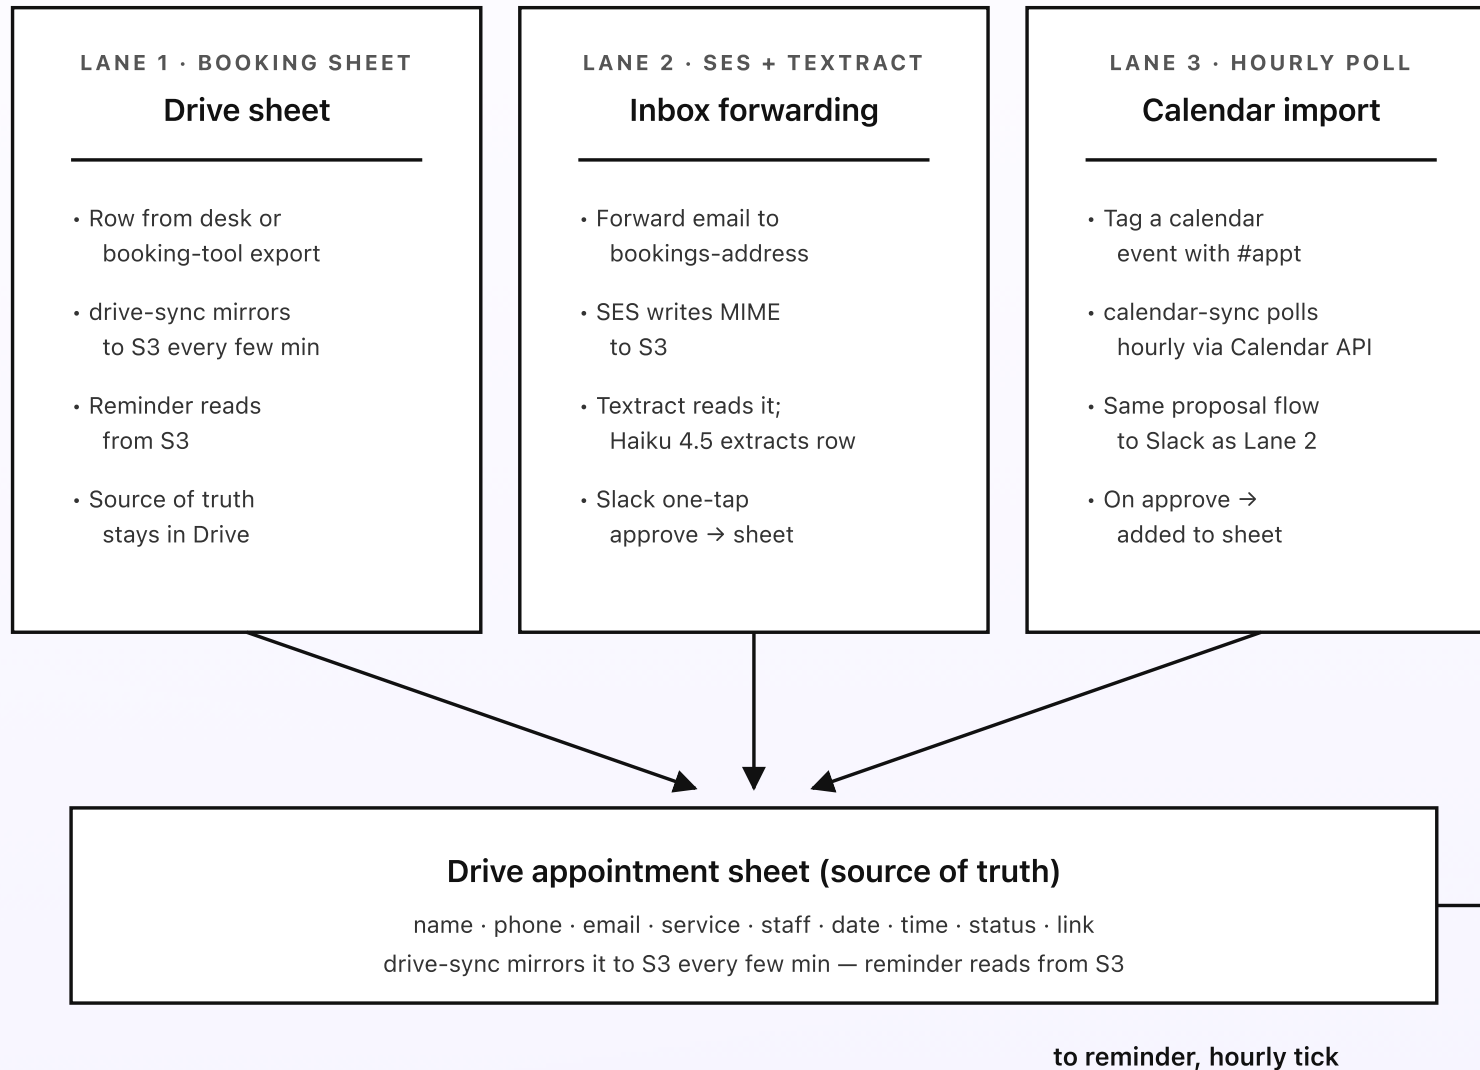 LANE 1 · BOOKING SHEET
Drive sheet
• Row from desk or
booking-tool export
• drive-sync mirrors
to S3 every few min
• Reminder reads
from S3
• Source of truth
stays in Drive
LANE 2 · SES + TEXTRACT
Inbox forwarding
• Forward email to
bookings-address
• SES writes MIME
to S3
• Textract reads it;
Haiku 4.5 extracts row
• Slack one-tap
approve → sheet
LANE 3 · HOURLY POLL
Calendar import
• Tag a calendar
event with #appt
• calendar-sync polls
hourly via Calendar API
• Same proposal flow
to Slack as Lane 2
• On approve →
added to sheet
Drive appointment sheet (source of truth)
name · phone · email · service · staff · date · time · status · link
drive-sync mirrors it to S3 every few min — reminder reads from S3
to reminder, hourly tick